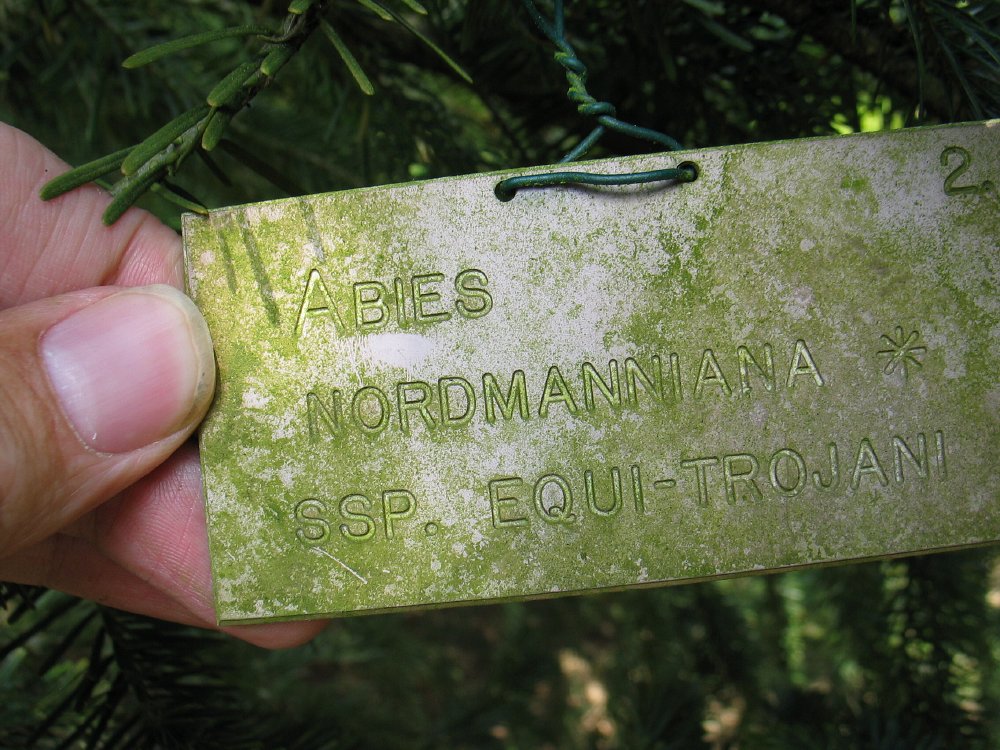 2.
ABIES
NORDMANNIANA *
SSP. EQUI-TROJANI